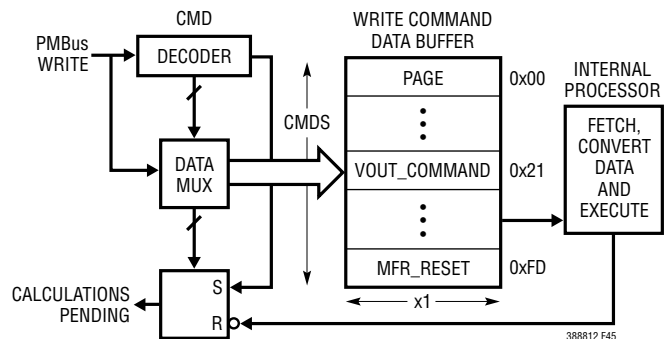 CMD
PMBus
WRITE
DECODER
DATA
MUX
CMDS
S
R
CALCULATIONS
PENDING
WRITE COMMAND
DATA BUFFER
PAGE
0x00
VOUT_COMMAND
0x21
MFR_RESET
0xFD
x1
INTERNAL
PROCESSOR
FETCH,
CONVERT
DATA
AND
EXECUTE
388812 F45